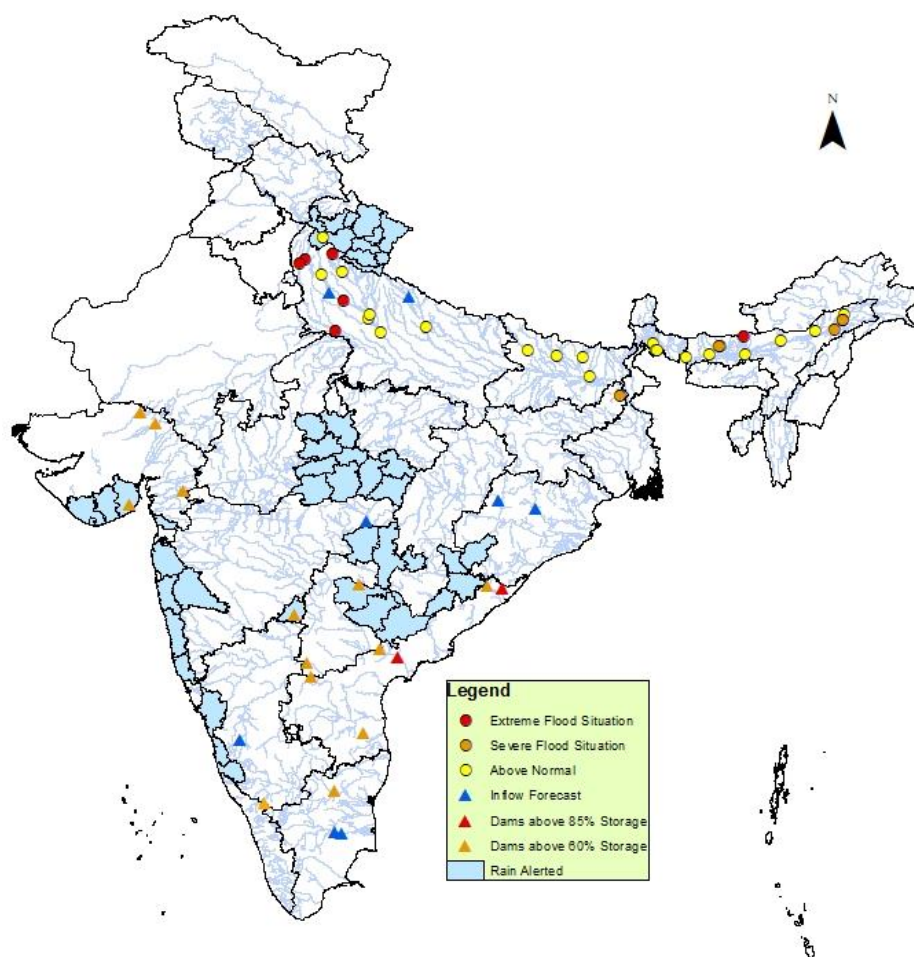 N
Legend
Extreme Flood Situation
Severe Flood Situation
Above Normal
Inflow Forecast
Dams above 85% Storage
Dams above 60% Storage
Rain Alerted